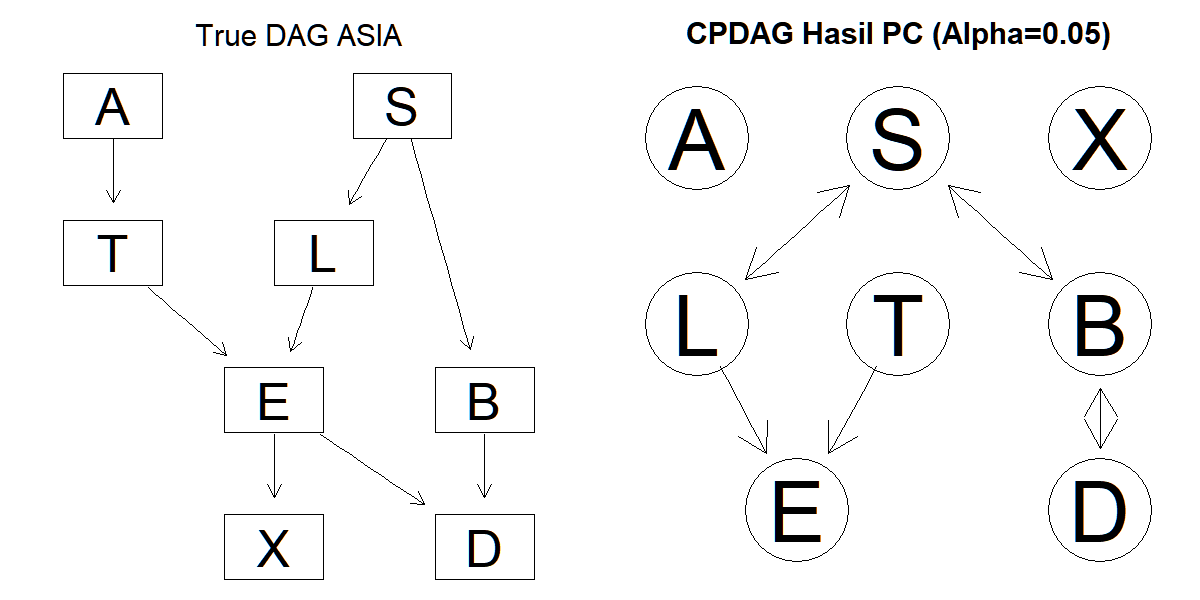 True DAG ASIA
A
S
T
L
E
B
X
D
CPDAG Hasil PC (Alpha=0.05)
A
S
X
L
T
B
E
D